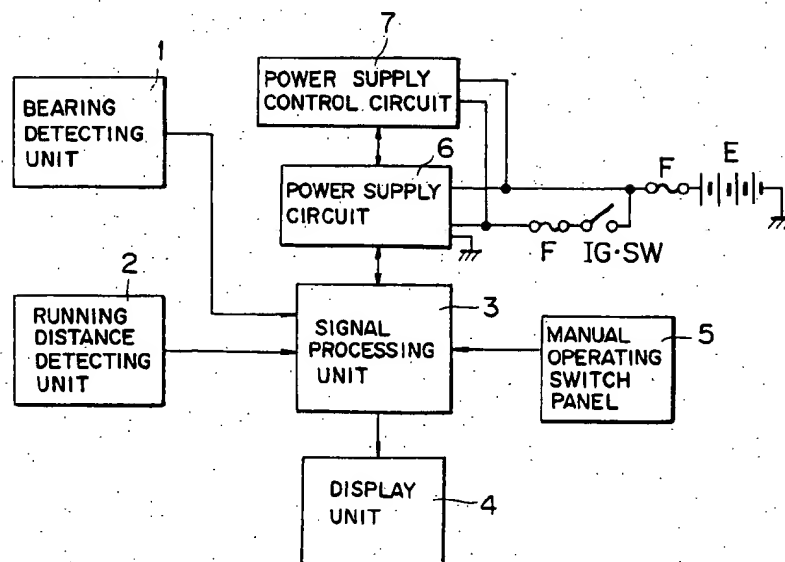 7
1
POWER SUPPLY
CONTROL CIRCUIT
BEARING
DETECTING
UNIT
6
F
E
POWER SUPPLY
CIRCUIT
F
IG·SW
2
RUNNING
DISTANCE
DETECTING
UNIT
3
SIGNAL
PROCESSING
UNIT
MANUAL
OPERATING
SWITCH
PANEL
5
DISPLAY
UNIT
4